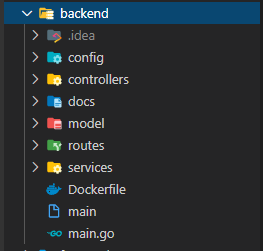 backend
.idea
config
controllers
docs
model
routes
services
Dockerfile
main
main.go